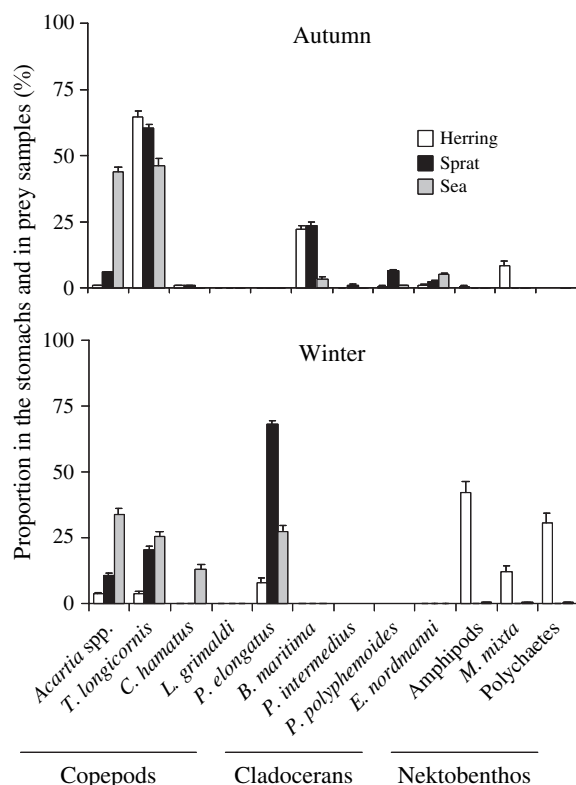 Proportion in the stomachs and in prey samples (%)
100
Autumn
75
Herring
50
Sprat
Sea
25
0
100
Winter
75
50
25
0
Acartia spp.
T. longicornis
C. hamatus
L. grimaldi
P. elongatus
B. maritima
P. intermedius
P. polyphemoides
E. nordmanni
Amphipods
M. mixta
Polychaetes
Copepods
Cladocerans
Nektobenthos